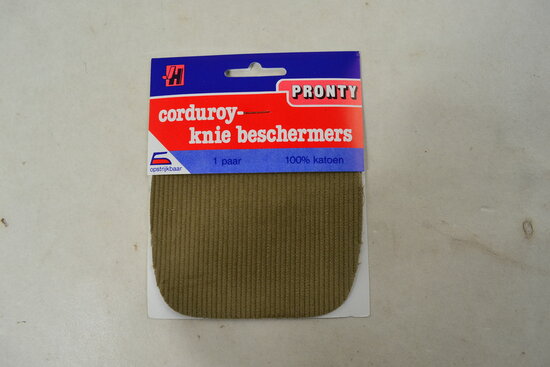 H
PRONTY
corduroy-
knie beschermers
1 paar 100% katoen
opstrijkbaar